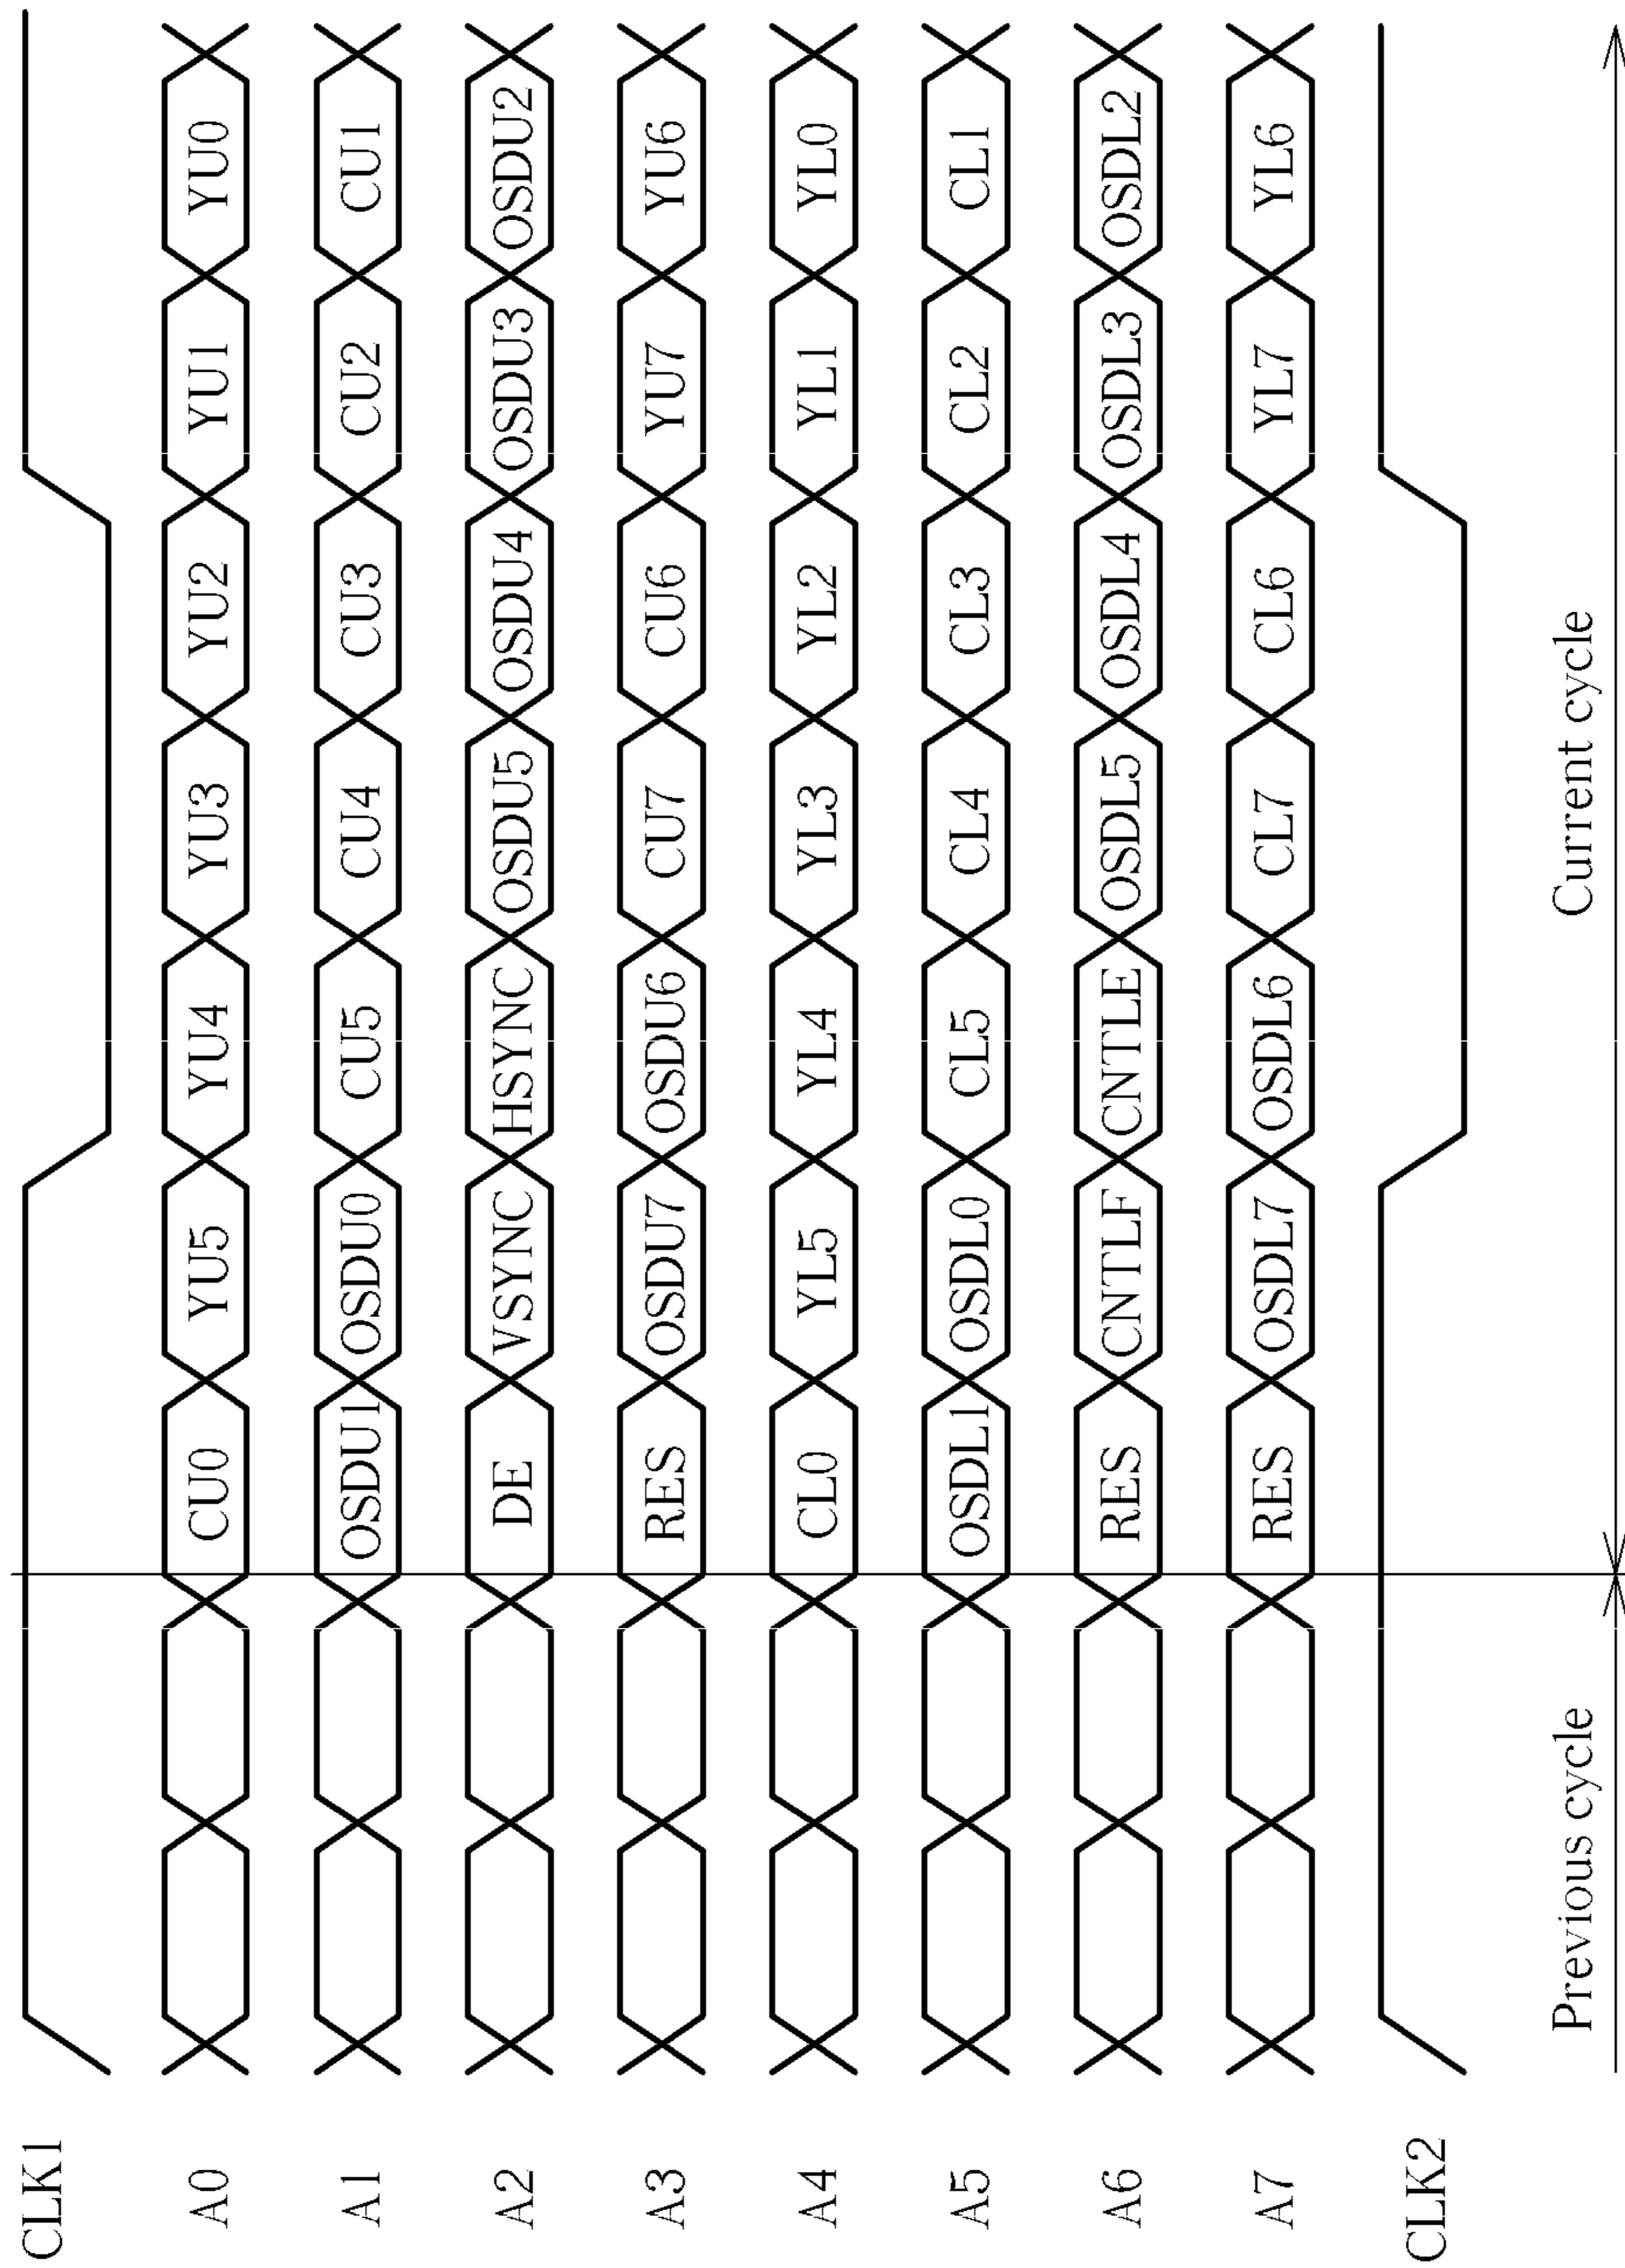 CLK1
A0 CU0 YU5 YU4 YU3 YU2 YU1 YU0
A1 OSDU1 OSDU0 CU5 CU4 CU3 CU2 CU1
A2 DE VSYNC HSYNC OSDU5 OSDU4 OSDU3 OSDU2
A3 RES OSDU7 OSDU6 CU7 CU6 YU7 YU6
A4 CL0 YL5 YL4 YL3 YL2 YL1 YL0
A5 OSDL1 OSDL0 CL5 CL4 CL3 CL2 CL1
A6 RES CNTLF CNTLE OSDL5 OSDL4 OSDL3 OSDL2
A7 RES OSDL7 OSDL6 CL7 CL6 YL7 YL6
CLK2
Previous cycle Current cycle